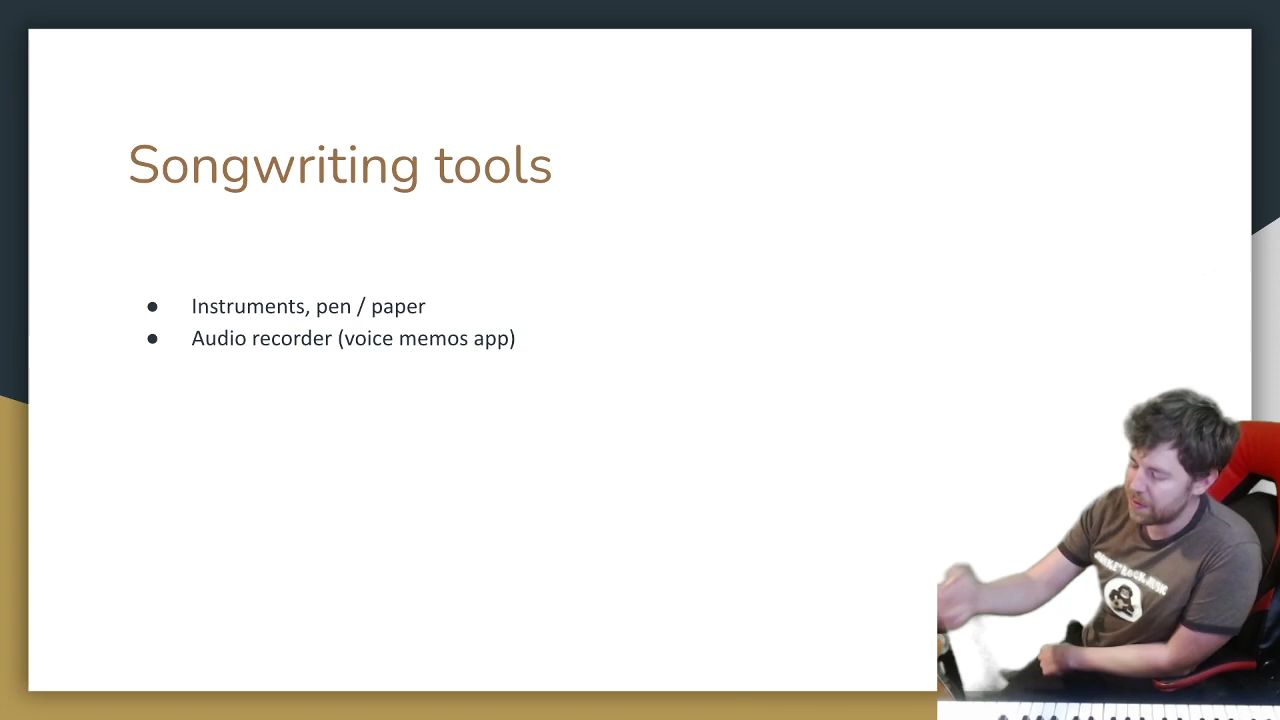 Songwriting tools
● Instruments, pen / paper
● Audio recorder (voice memos app)